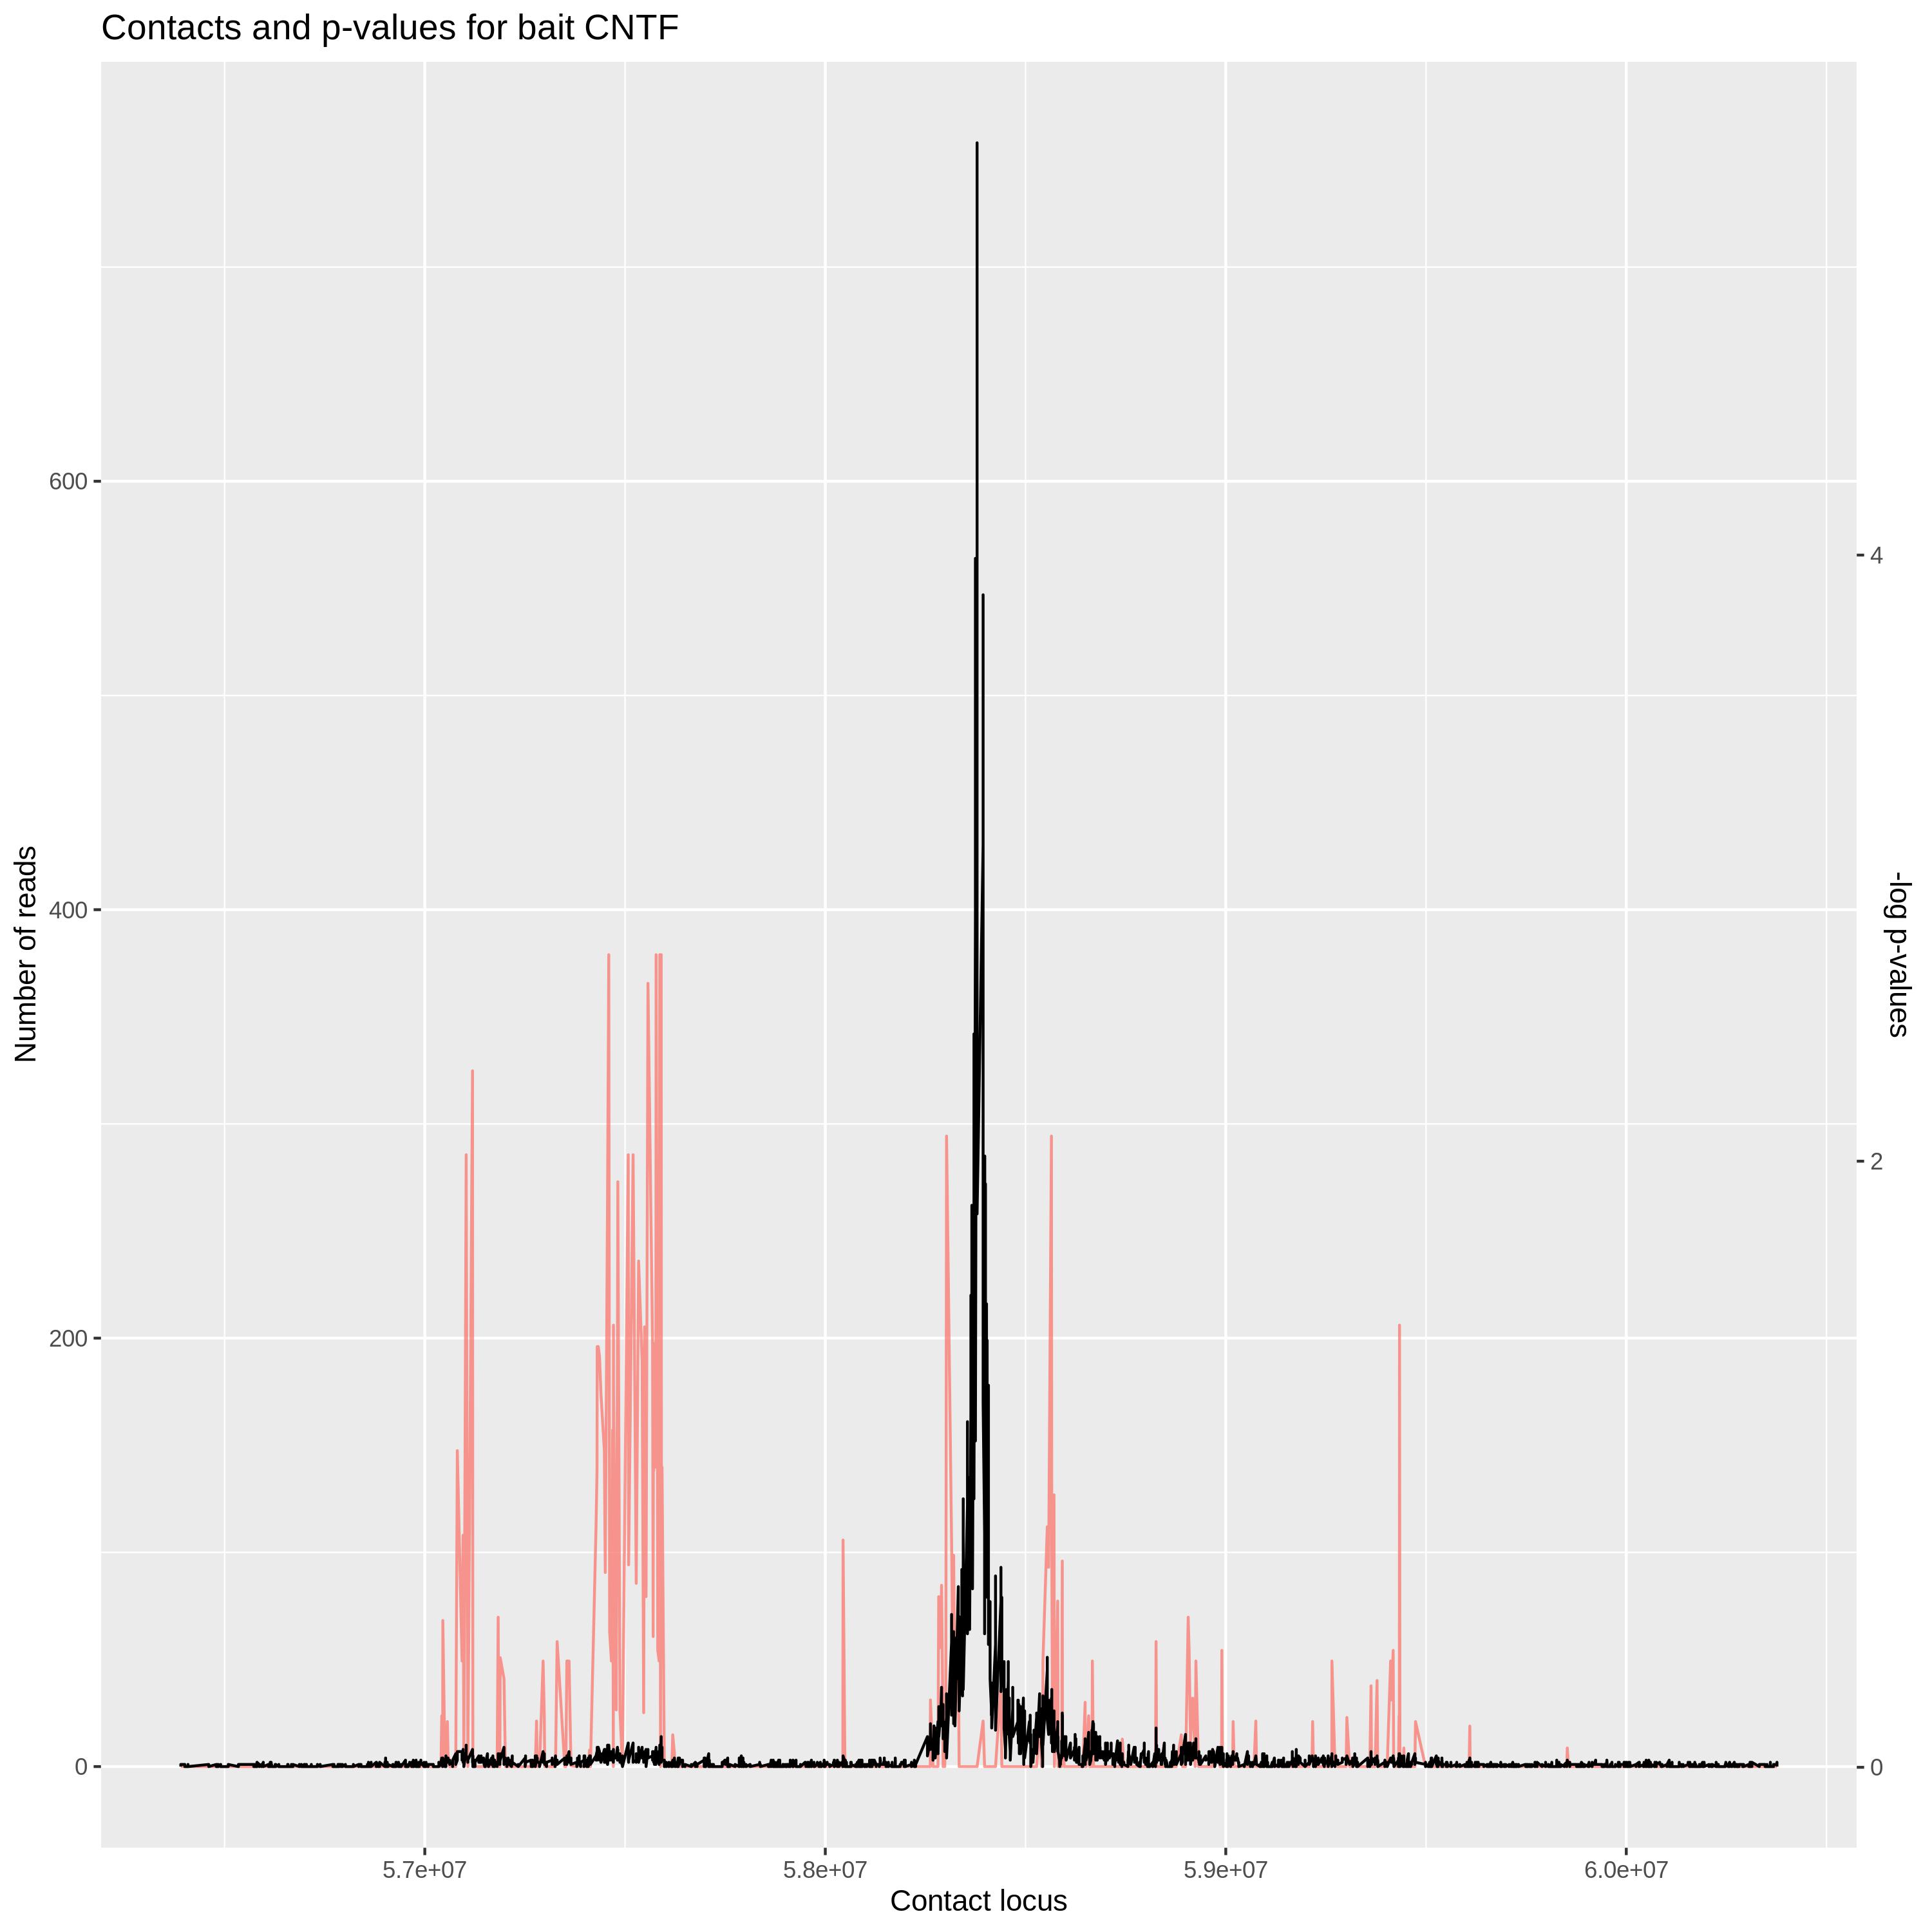 Contacts and p-values for bait CNTF
600
400
200
0
4
2
0
Number of reads
-log p-values
5.7e+07
5.8e+07
5.9e+07
6.0e+07
Contact locus